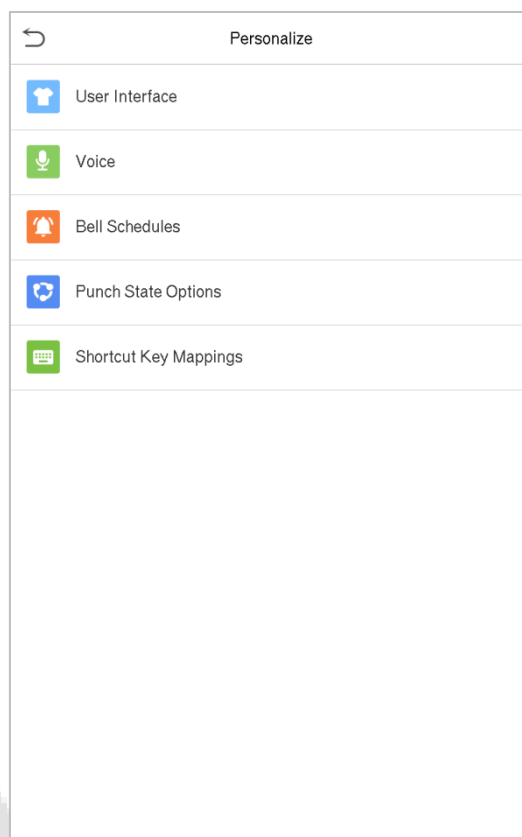 Personalize
User Interface
Voice
Bell Schedules
Punch State Options
Shortcut Key Mappings